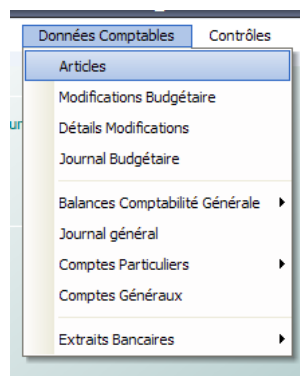 Données Comptables Contrôles
Articles
Modifications Budgétaire
Détails Modifications
ur
Journal Budgétaire
Balances Comptabilité Générale
Journal général
Comptes Particuliers
Comptes Généraux
Extraits Bancaires